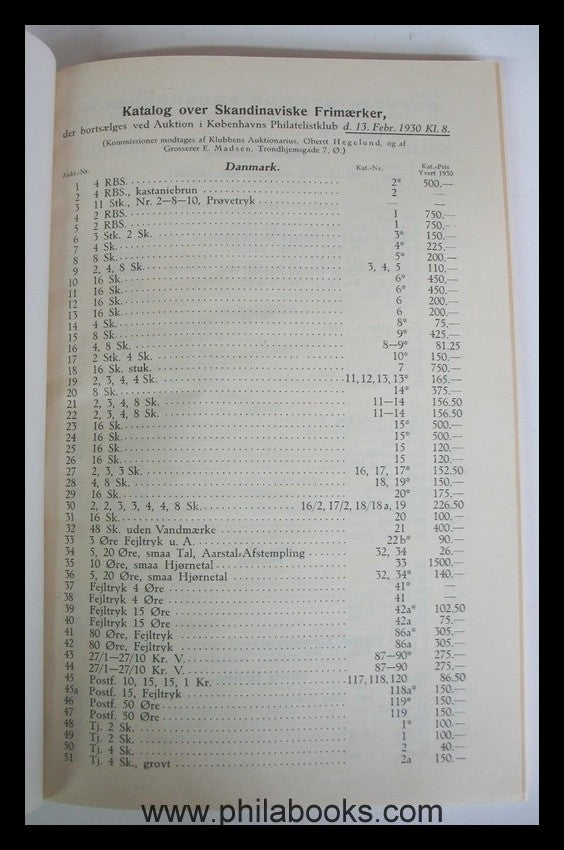 Katalog over Skandinaviske Frimærker,
der bortsælges ved Auktion i Københavns Philatelistklub d. 13. Febr. 1930 Kl. 8.
(Kommissioner modtages af Klubbens Auktionarius, Oberst Hegelund, og af
Grosserer E. Madsen, Trondhjemsgade 7, Ø.)
Aukt.-Nr. Danmark. Kat.-Nr. Kat.-Pris Yvert 1930
1 4 RBS. 2* 500.—
2 4 RBS., kastaniebrun 2 —
3 11 Stk., Nr. 2—8—10, Prøvetryk — —
4 2 RBS. 1 750.—
5 2 RBS. 1 750.—
6 3 Stk. 2 Sk. 3* 150.—
7 4 Sk. 4* 225.—
8 8 Sk. 5* 200.—
9 2, 4, 8 Sk. 3, 4, 5 110.—
10 16 Sk. 6* 450.—
11 16 Sk. 6* 450.—
12 16 Sk. 6 200.—
13 16 Sk. 6 200.—
14 4 Sk. 8* 75.—
15 8 Sk. 9* 425.—
16 4, 8 Sk. 8—9* 81.25
17 2 Stk. 4 Sk. 10* 150.—
18 16 Sk. stuk. 7 750.—
19 2, 3, 4, 4 Sk. 11, 12, 13, 13* 165.—
20 8 Sk. 14* 375.—
21 2, 3, 4, 8 Sk. 11—14 156.50
22 2, 3, 4, 8 Sk. 11—14 156.50
23 16 Sk. 15* 500.—
24 16 Sk. 15* 500.—
25 16 Sk. 15 120.—
26 16 Sk. 15 120.—
27 2, 3, 3 Sk. 16, 17, 17* 152.50
28 4, 8 Sk. 18, 19* 150.—
29 16 Sk. 20* 175.—
30 2, 2, 3, 3, 4, 4, 8 Sk. 16/2, 17/2, 18/18a, 19 226.50
31 16 Sk. 20 100.—
32 48 Sk. uden Vandmærke 21 400.—
33 3 Øre Fejltryk u. A. 22b* 90.—
34 5, 20 Øre, smaa Tal, Aarstals-Afstempling 32, 34 26.—
35 10 Øre, smaa Hjørnetal 33 1500.—
36 5, 20 Øre, smaa Hjørnetal 32, 34* 140.—
37 Fejltryk 4 Øre 41* —
38 Fejltryk 4 Øre 41 —
39 Fejltryk 15 Øre 42a* 102.50
40 Fejltryk 15 Øre 42a 75.—
41 80 Øre, Fejltryk 86a* 305.—
42 80 Øre, Fejltryk 86a 305.—
43 27/1—27/10 Kr. V. 87—90* 275.—
44 27/1—27/10 Kr. V. 87—90 275.—
45 Postf. 10, 15, 15, 1 Kr. 117, 118, 120 86.50
45a Postf. 15, Fejltryk 118a* 150.—
46 Postf. 50 Øre 119* 150.—
47 Postf. 50 Øre 119 150.—
48 Tj. 2 Sk. 1* 100.—
49 Tj. 2 Sk. 1 100.—
50 Tj. 4 Sk. 2 40.—
51 Tj. 4 Sk., grovt 2a 150.—
www.philabooks.com